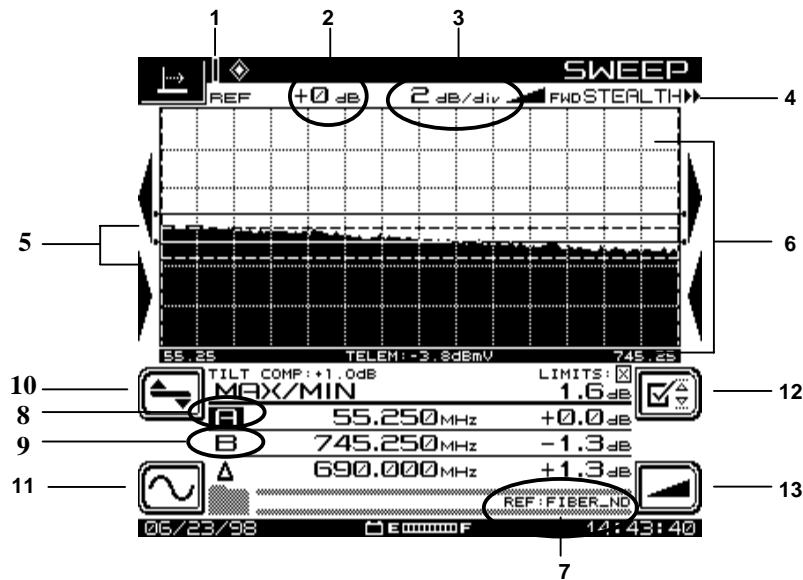 1 2 3
SWEEP
REF +0 dB 2 dB/div FWD STEALTH 4
5 6
55.25 TELEM:-3.8dBmV 745.25
10 TILT COMP:+1.0dB LIMITS: X 12
MAX/MIN 1.6dB
8 A 55.250MHz +0.0dB
9 B 745.250MHz -1.3dB
11 Δ 690.000MHz +1.3dB 13
REF:FIBER_ND
06/23/98 E F 14:43:40
7